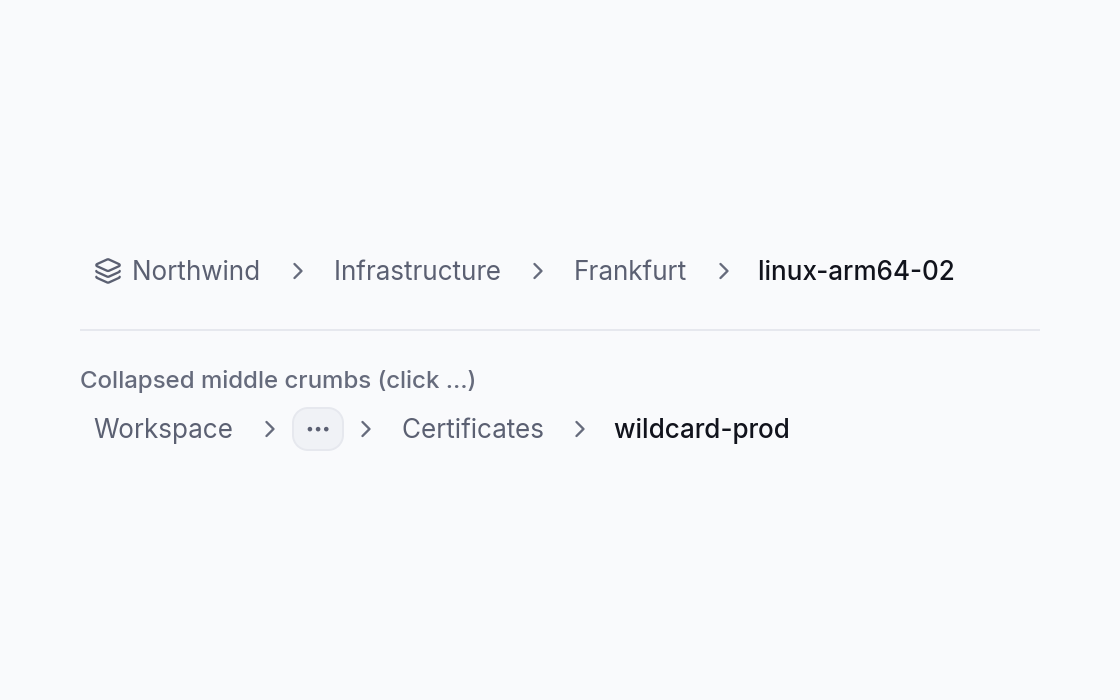 Northwind Infrastructure Frankfurt linux-arm64-02
Collapsed middle crumbs (click …)
Workspace … Certificates wildcard-prod